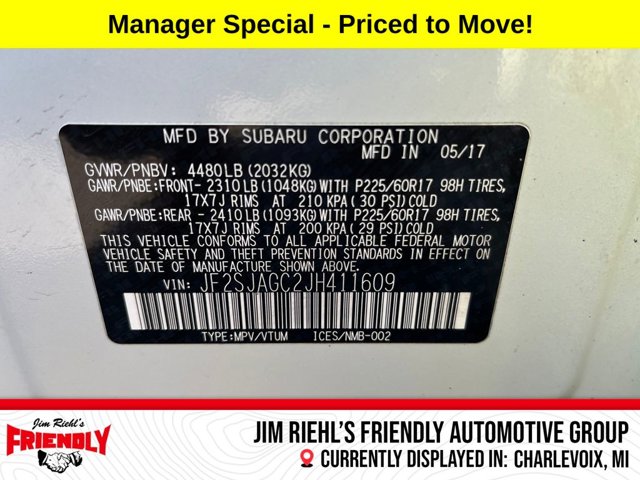 Manager Special - Priced to Move!
MFD BY SUBARU CORPORATION
MFD IN 05/17
GVWR/PNBV: 4480LB(2032KG)
GAWR/PNBE:FRONT- 2310LB(1048KG)WITH P225/60R17 98H TIRES,
17X7J RIMS AT 210 KPA( 30 PSI)COLD
GAWR/PNBE:REAR - 2410LB(1093KG)WITH P225/60R17 98H TIRES,
17X7J RIMS AT 200 KPA( 29 PSI)COLD
THIS VEHICLE CONFORMS TO ALL APPLICABLE FEDERAL MOTOR
VEHICLE SAFETY AND THEFT PREVENTION STANDARDS IN EFFECT ON
THE DATE OF MANUFACTURE SHOWN ABOVE.
VIN: JF2SJAGC2JH411609
TYPE:MPV/VTUM ICES/NMB-002
Jim Riehl's
FRIENDLY
JIM RIEHL'S FRIENDLY AUTOMOTIVE GROUP
CURRENTLY DISPLAYED IN: CHARLEVOIX, MI